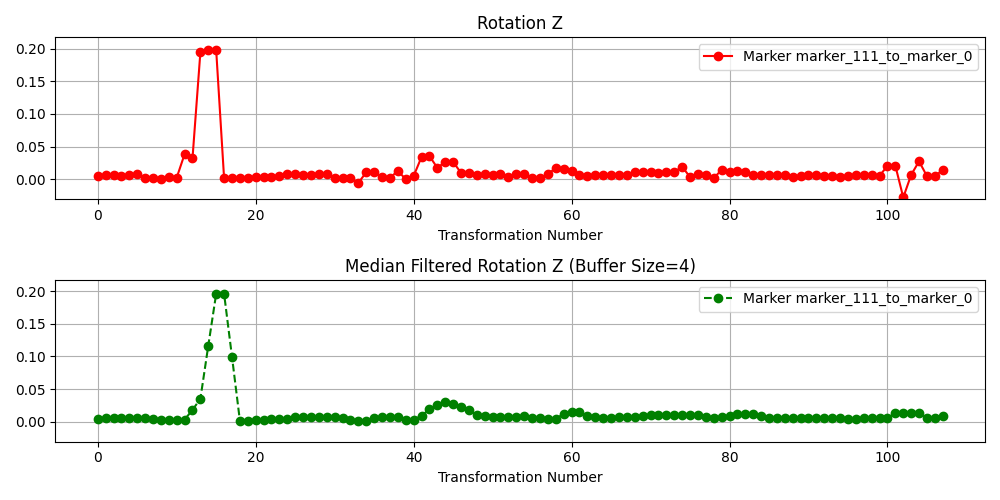 Rotation Z
0.20
0.15
0.10
0.05
0.00
Marker marker_111_to_marker_0
0 20 40 60 80 100
Transformation Number
Median Filtered Rotation Z (Buffer Size=4)
0.20
0.15
0.10
0.05
0.00
Marker marker_111_to_marker_0
0 20 40 60 80 100
Transformation Number